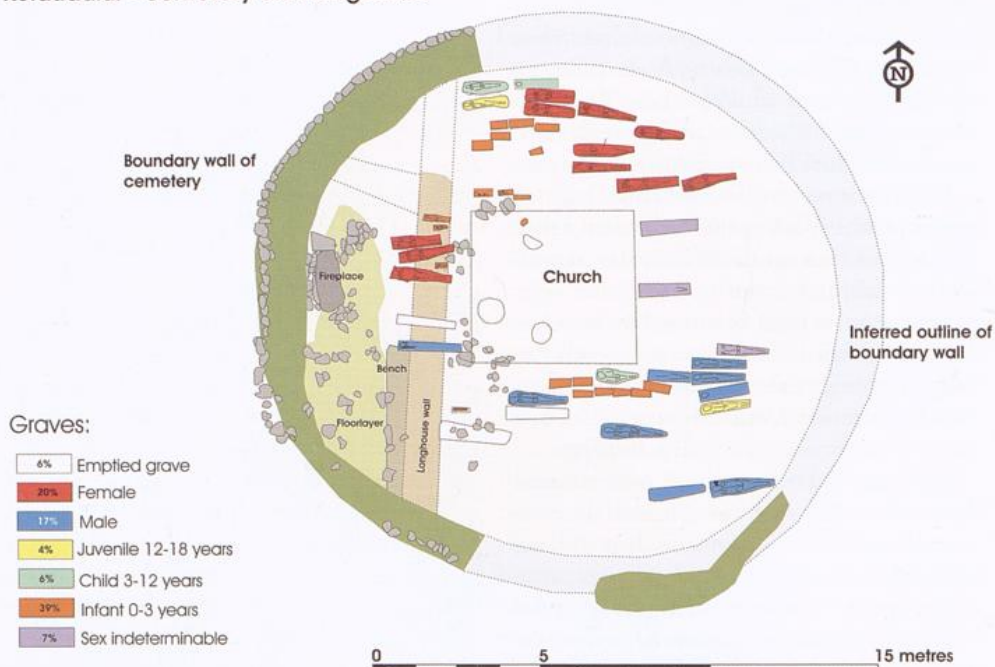 N
Boundary wall of
cemetery
Fireplace
Church
Inferred outline of
boundary wall
Bench
Floorlayer
Longhouse wall
Graves:
6% Emptied grave
20% Female
17% Male
4% Juvenile 12-18 years
6% Child 3-12 years
39% Infant 0-3 years
7% Sex indeterminable
0 5 15 metres